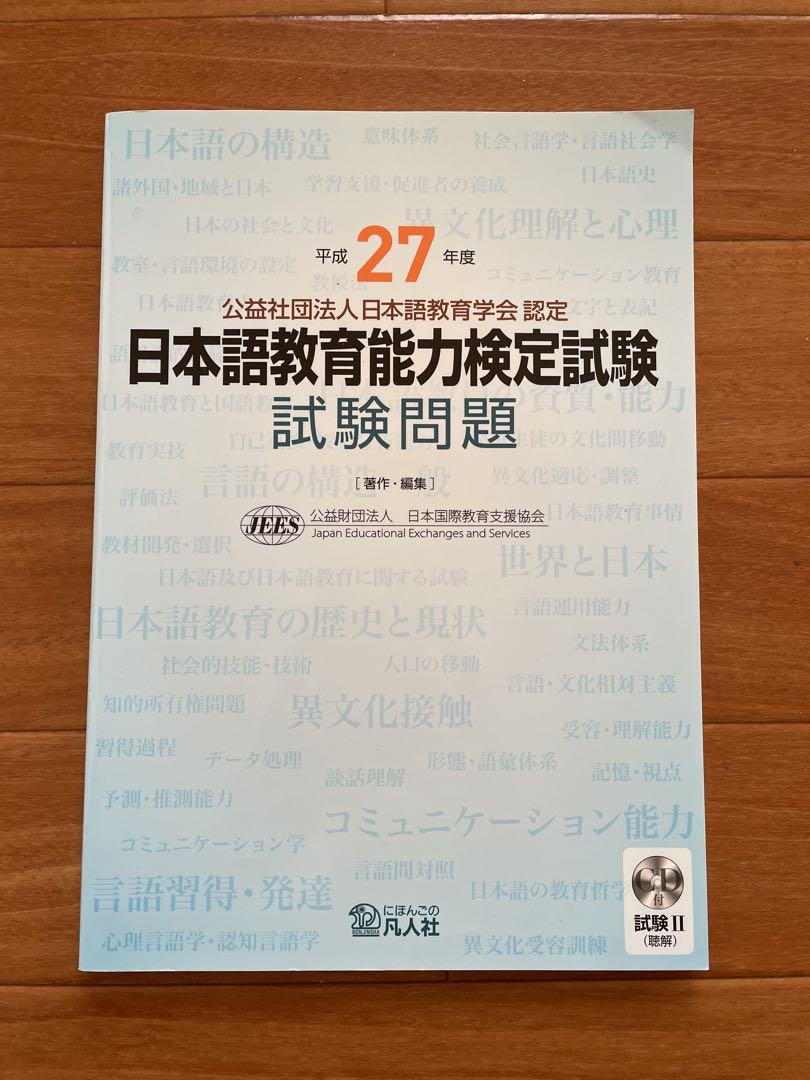 日本語の構造 意味体系 社会言語学・言語社会学
諸外国・地域と日本 学習支援・促進者の養成 日本語史
日本の社会と文化 異文化理解と心理
平成 27 年度
教室・言語環境の設定 コミュニケーション教育
公益社団法人日本語教育学会 認定
日本語教育能力検定試験
試験問題
教育実技
[著作・編集]
異文化適応・調整
評価法
JEES 公益財団法人 日本国際教育支援協会
Japan Educational Exchanges and Services
日本語教育事情
教材開発・選択 世界と日本
日本語及び日本語教育に関する試験
言語運用能力
日本語教育の歴史と現状 文法体系
社会的技能・技術 人口の移動 言語・文化相対主義
知的所有権問題 異文化接触 受容・理解能力
習得過程 データ処理 形態・語彙体系 記憶・視点
談話理解
予測・推測能力 コミュニケーション能力
コミュニケーション学 言語間対照
言語習得・発達 日本語の教育哲学
心理言語学・認知言語学 異文化受容訓練
BONJINSHA
にほんごの
凡人社
CD
付
試験II
(聴解)